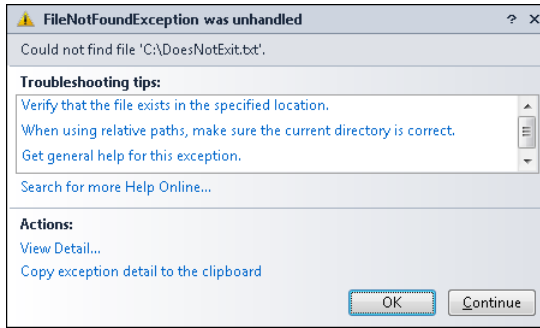 FileNotFoundException was unhandled
Could not find file 'C:\DoesNotExit.txt'.
Troubleshooting tips:
Verify that the file exists in the specified location.
When using relative paths, make sure the current directory is correct.
Get general help for this exception.
Search for more Help Online...
Actions:
View Detail...
Copy exception detail to the clipboard
OK Continue